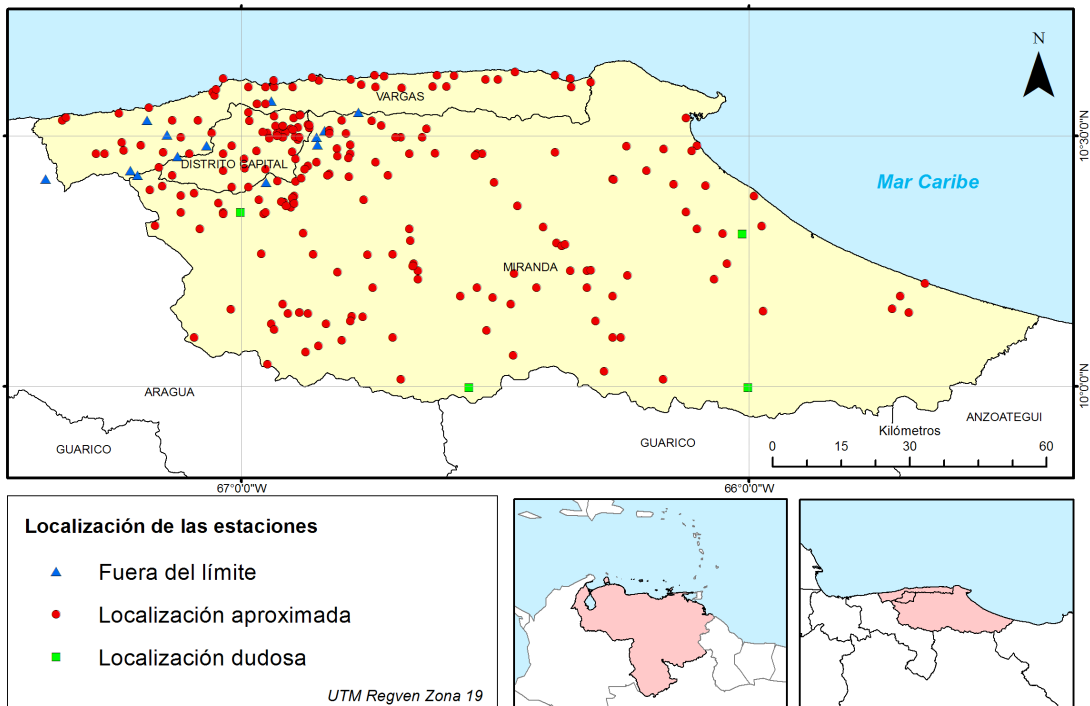 N
VARGAS
DISTRITO CAPITAL
Mar Caribe
MIRANDA
ARAGUA
GUARICO
GUARICO
ANZOATEGUI
Kilómetros
0 15 30 60
10°30'0"N
10°0'0"N
67°0'0"W
66°0'0"W
Localización de las estaciones
Fuera del límite
Localización aproximada
Localización dudosa
UTM Regven Zona 19